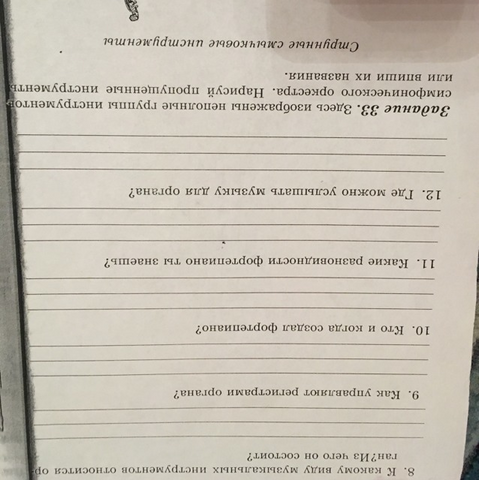 8. К какому виду музыкальных инструментов относится ор
ган?Из чего он состоит?
9. Как управляют регистрами органа?
10. Кто и когда создал фортепиано?
11. Какие разновидности фортепиано ты знаешь?
12. Где можно услышать музыку для органа?
Задание 33. Здесь изображены неполные группы инструментов
симфонического оркестра. Нарисуй пропущенные инструменты
или впиши их названия.
Струнные смычковые инструменты